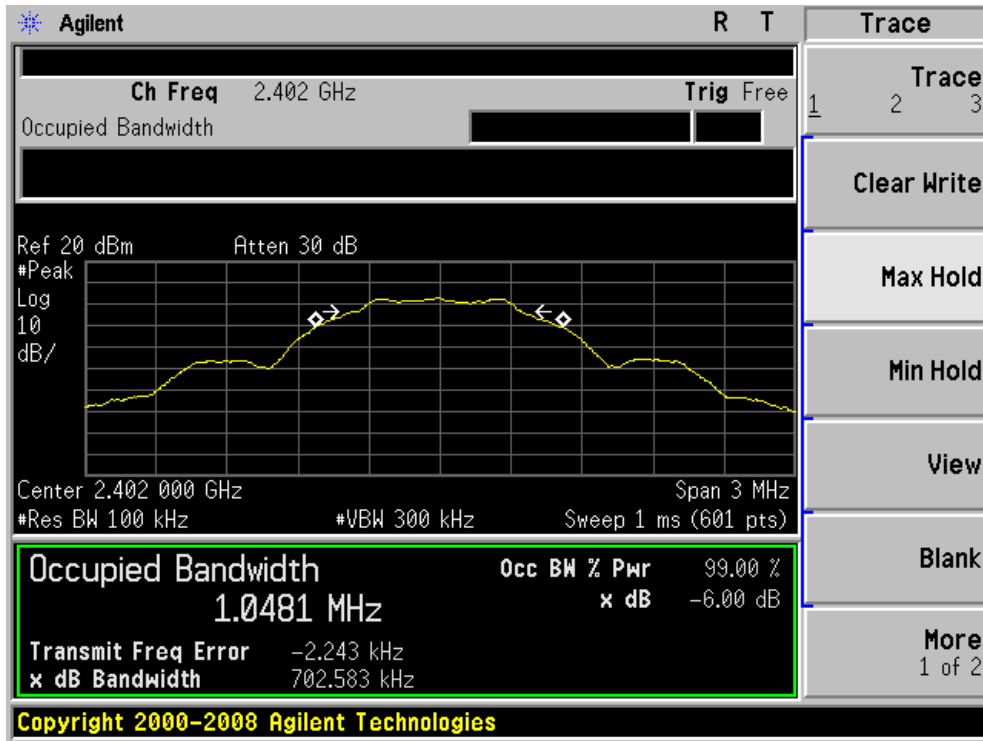 Agilent R T
Ch Freq 2.402 GHz Trig Free
Occupied Bandwidth
Ref 20 dBm Atten 30 dB
#Peak
Log
10
dB/
Center 2.402 000 GHz Span 3 MHz
#Res BW 100 kHz #VBW 300 kHz Sweep 1 ms (601 pts)
Occupied Bandwidth Occ BW % Pwr 99.00 %
1.0481 MHz x dB -6.00 dB
Transmit Freq Error -2.243 kHz
x dB Bandwidth 702.583 kHz
Copyright 2000-2008 Agilent Technologies
Trace
Trace
1 2 3
Clear Write
Max Hold
Min Hold
View
Blank
More
1 of 2